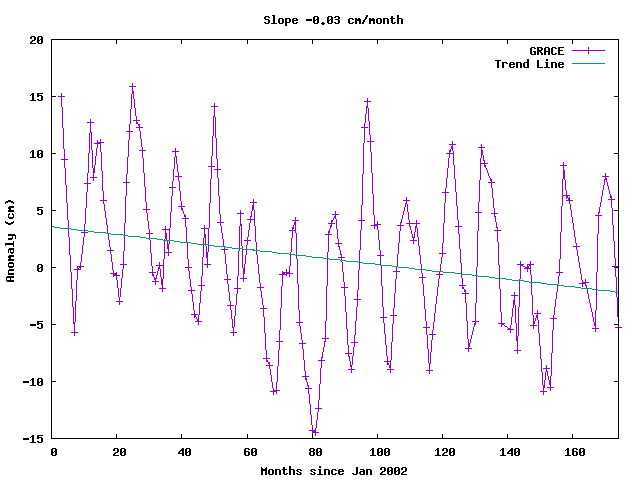 Slope -0.03 cm/month
GRACE
Trend Line
Anomaly (cm)
20
15
10
5
0
-5
-10
-15
0 20 40 60 80 100 120 140 160
Months since Jan 2002